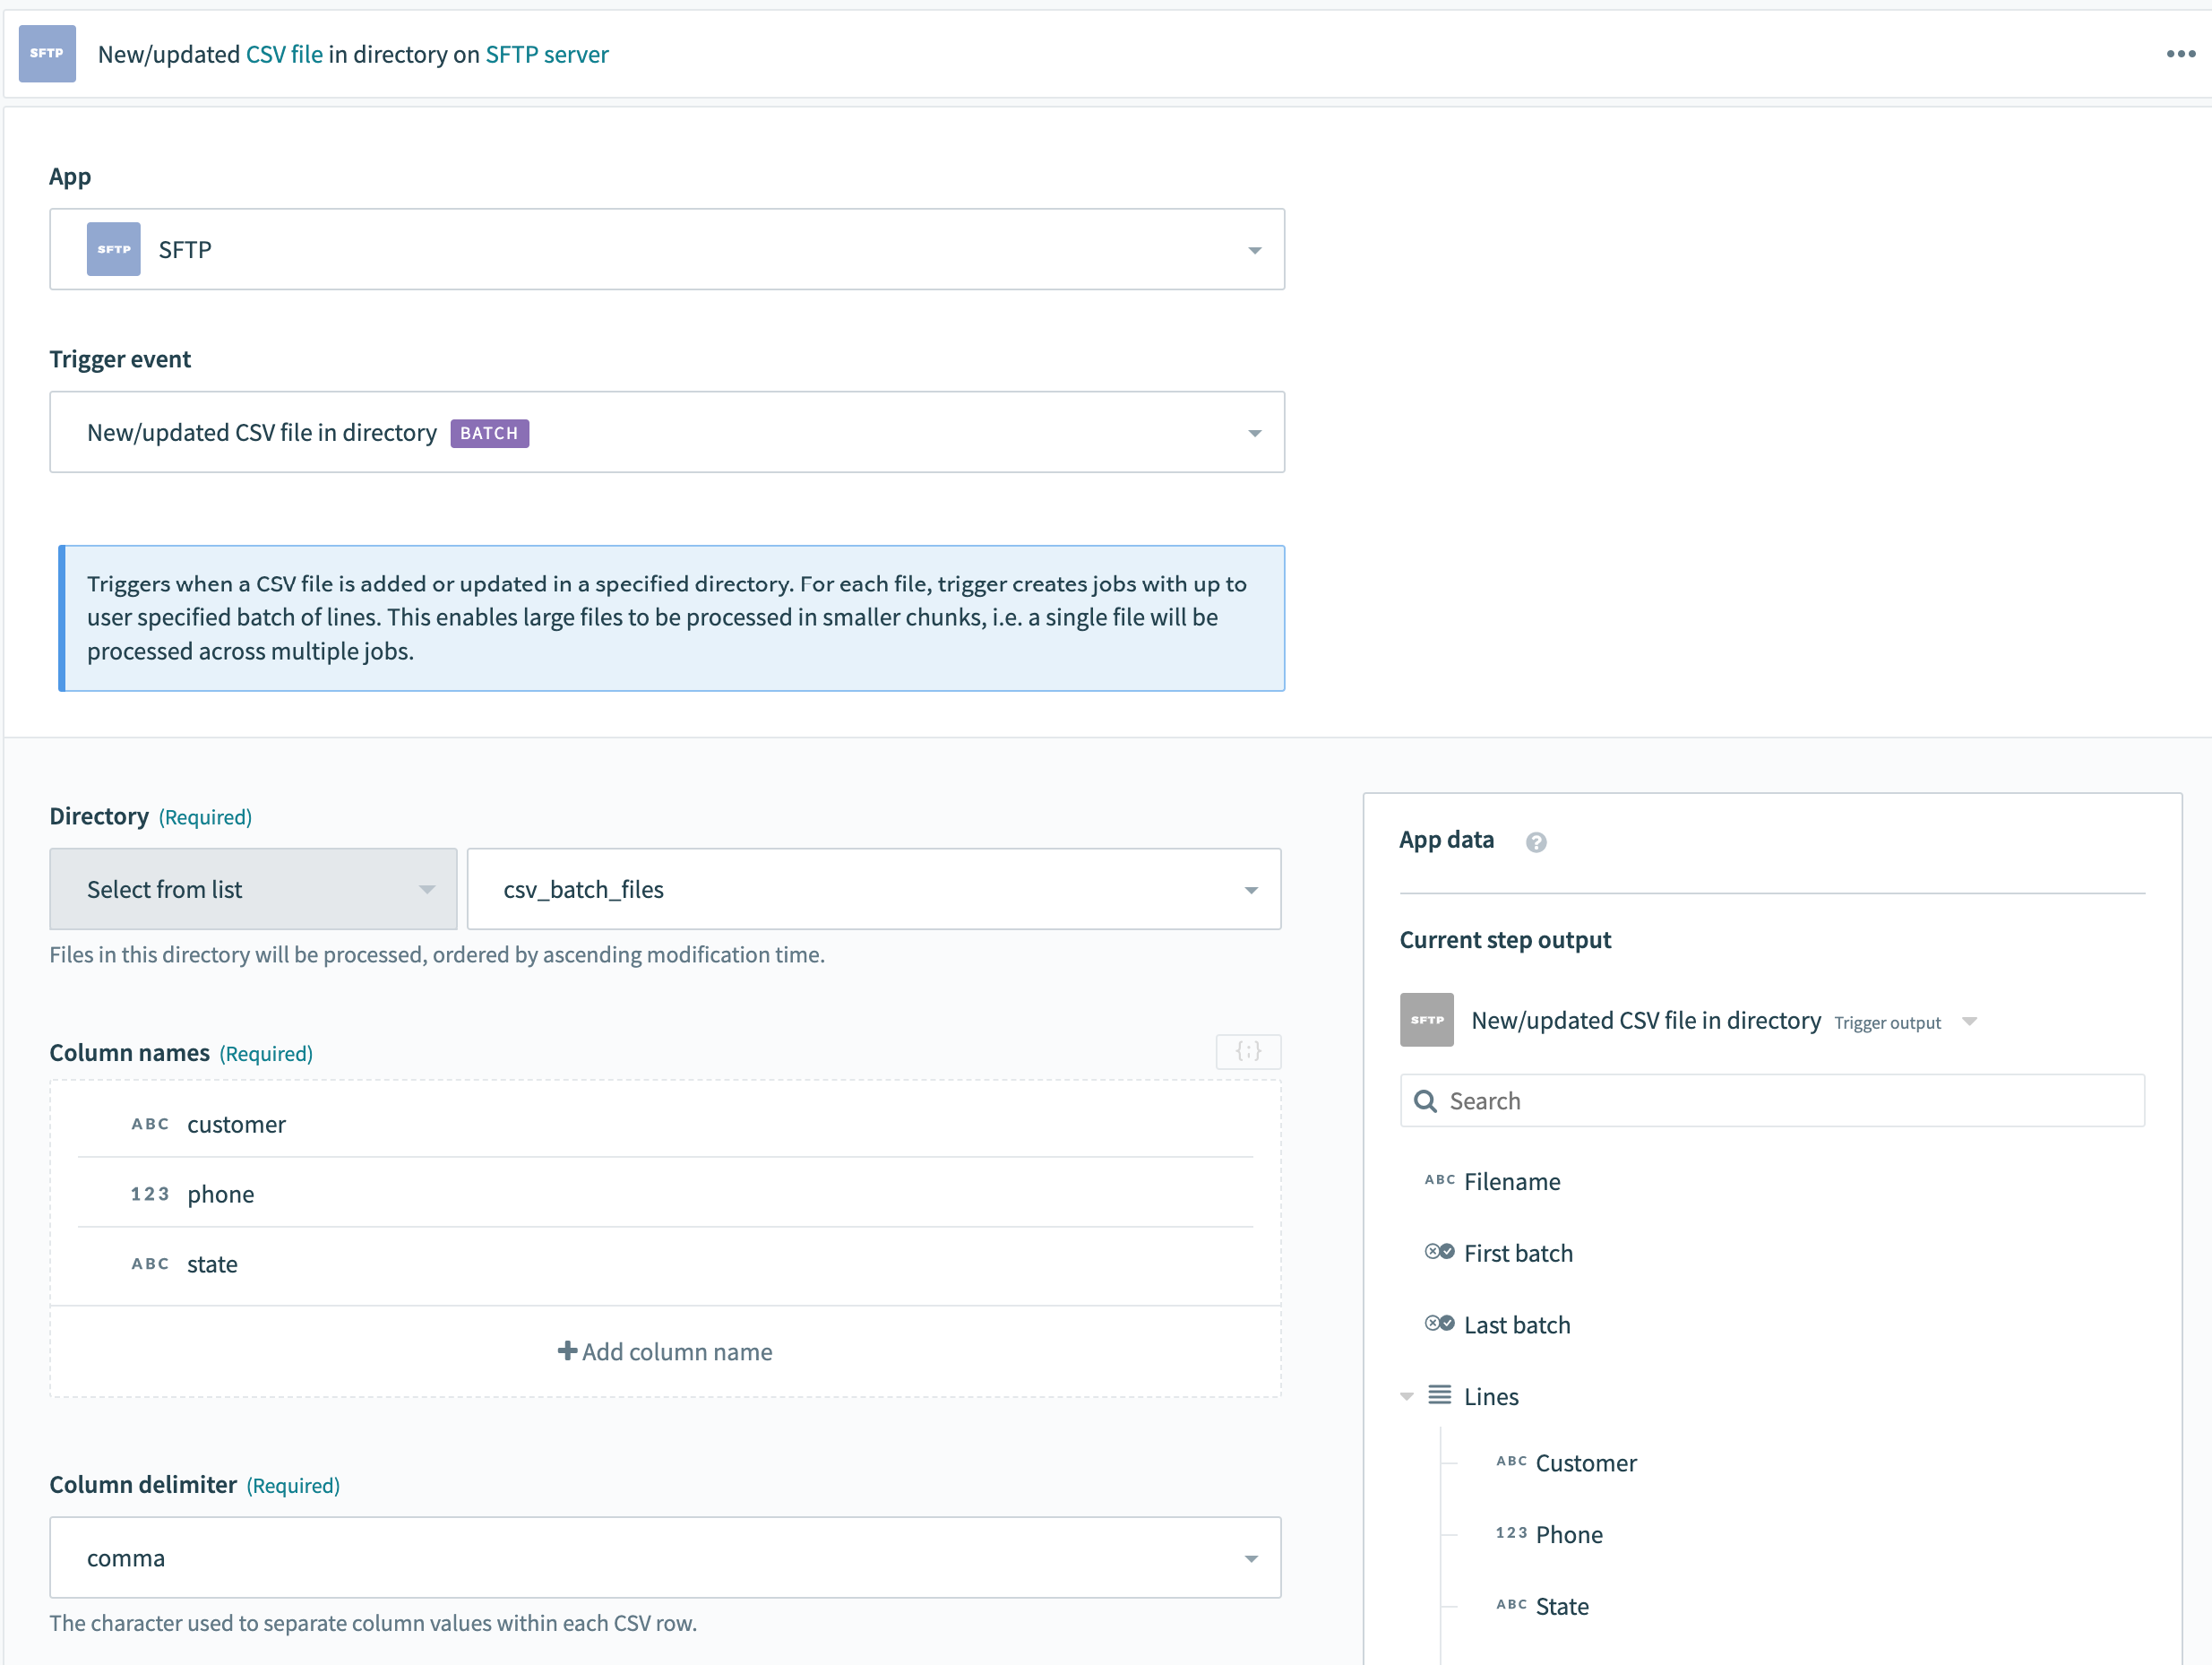 SFTP New/updated CSV file in directory on SFTP server
App
SFTP SFTP
Trigger event
New/updated CSV file in directory BATCH
Triggers when a CSV file is added or updated in a specified directory. For each file, trigger creates jobs with up to
user specified batch of lines. This enables large files to be processed in smaller chunks, i.e. a single file will be
processed across multiple jobs.
Directory (Required)
Select from list csv_batch_files
Files in this directory will be processed, ordered by ascending modification time.
Column names (Required) {;}
ABC customer
123 phone
ABC state
Add column name
Column delimiter (Required)
comma
The character used to separate column values within each CSV row.
App data ?
Current step output
SFTP New/updated CSV file in directory Trigger output
Search
ABC Filename
First batch
Last batch
Lines
ABC Customer
123 Phone
ABC State